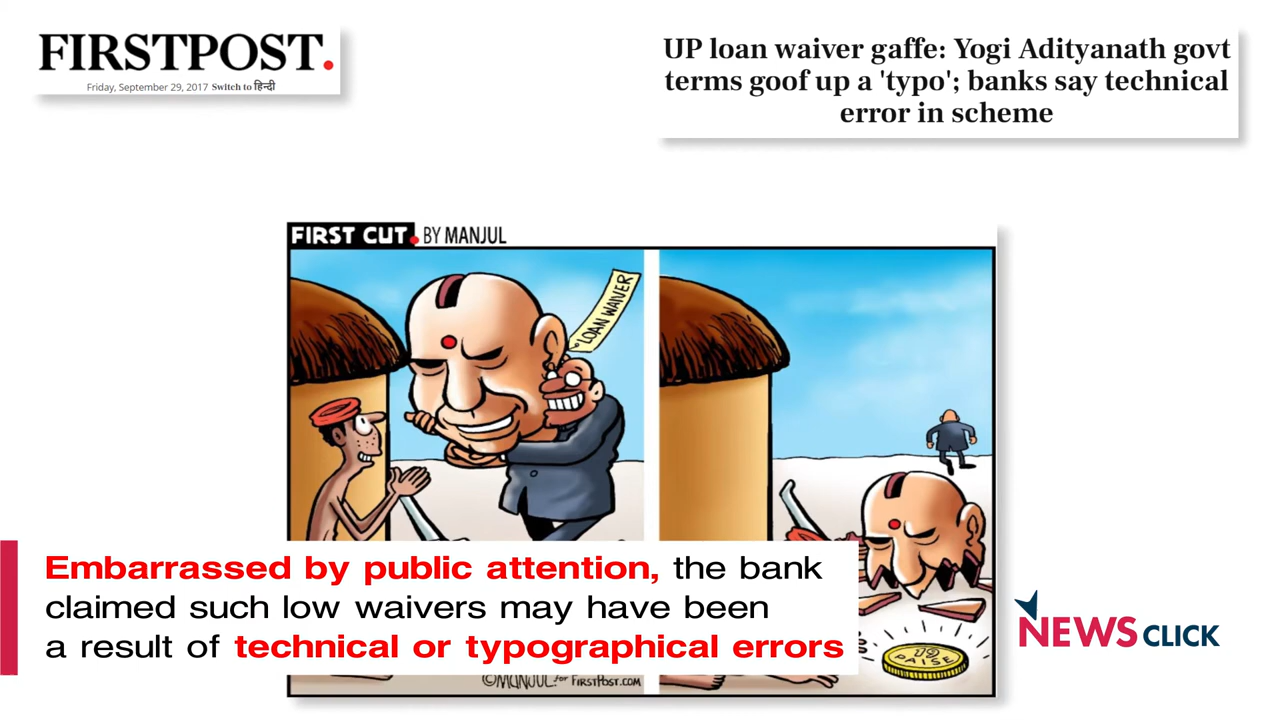 FIRSTPOST.
Friday, September 29, 2017 Switch to हिन्दी
UP loan waiver gaffe: Yogi Adityanath govt
terms goof up a 'typo'; banks say technical
error in scheme
FIRST CUT. BY MANJUL
LOAN WAIVER
Embarrassed by public attention, the bank
claimed such low waivers may have been
a result of technical or typographical errors
NEWSCLICK
PAISE
©MANJUL for FIRSTPOST.COM